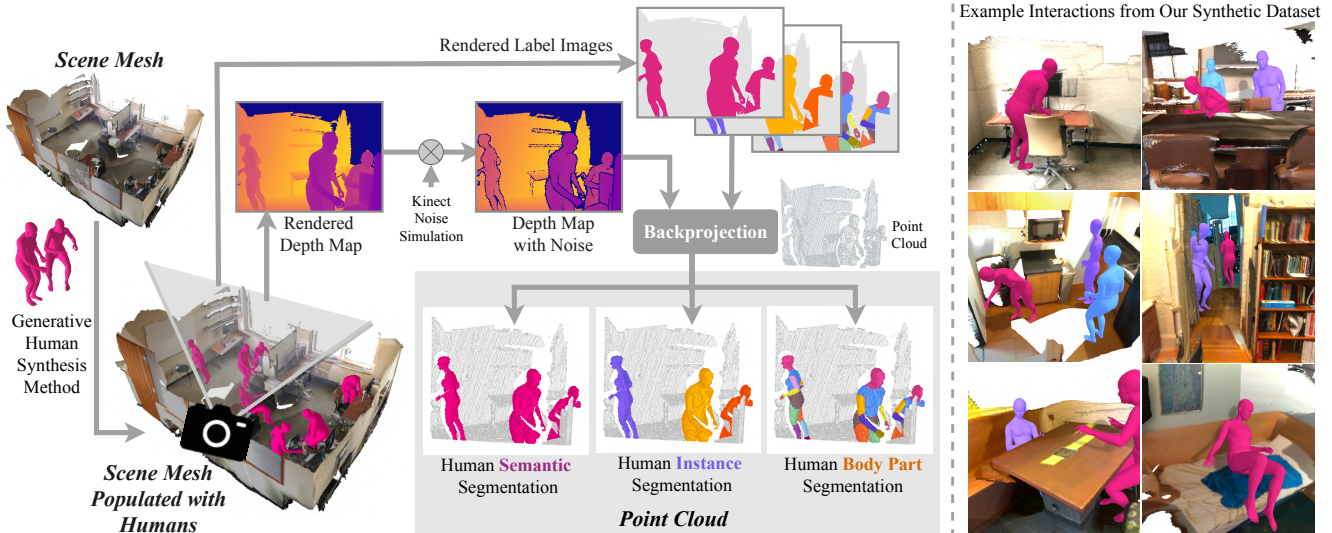 Scene Mesh
Generative
Human
Synthesis
Method
Scene Mesh
Populated with
Humans
Rendered
Depth Map
Kinect
Noise
Simulation
Depth Map
with Noise
Rendered Label Images
Backprojection
Point
Cloud
Human Semantic
Segmentation
Human Instance
Segmentation
Human Body Part
Segmentation
Point Cloud
Example Interactions from Our Synthetic Dataset